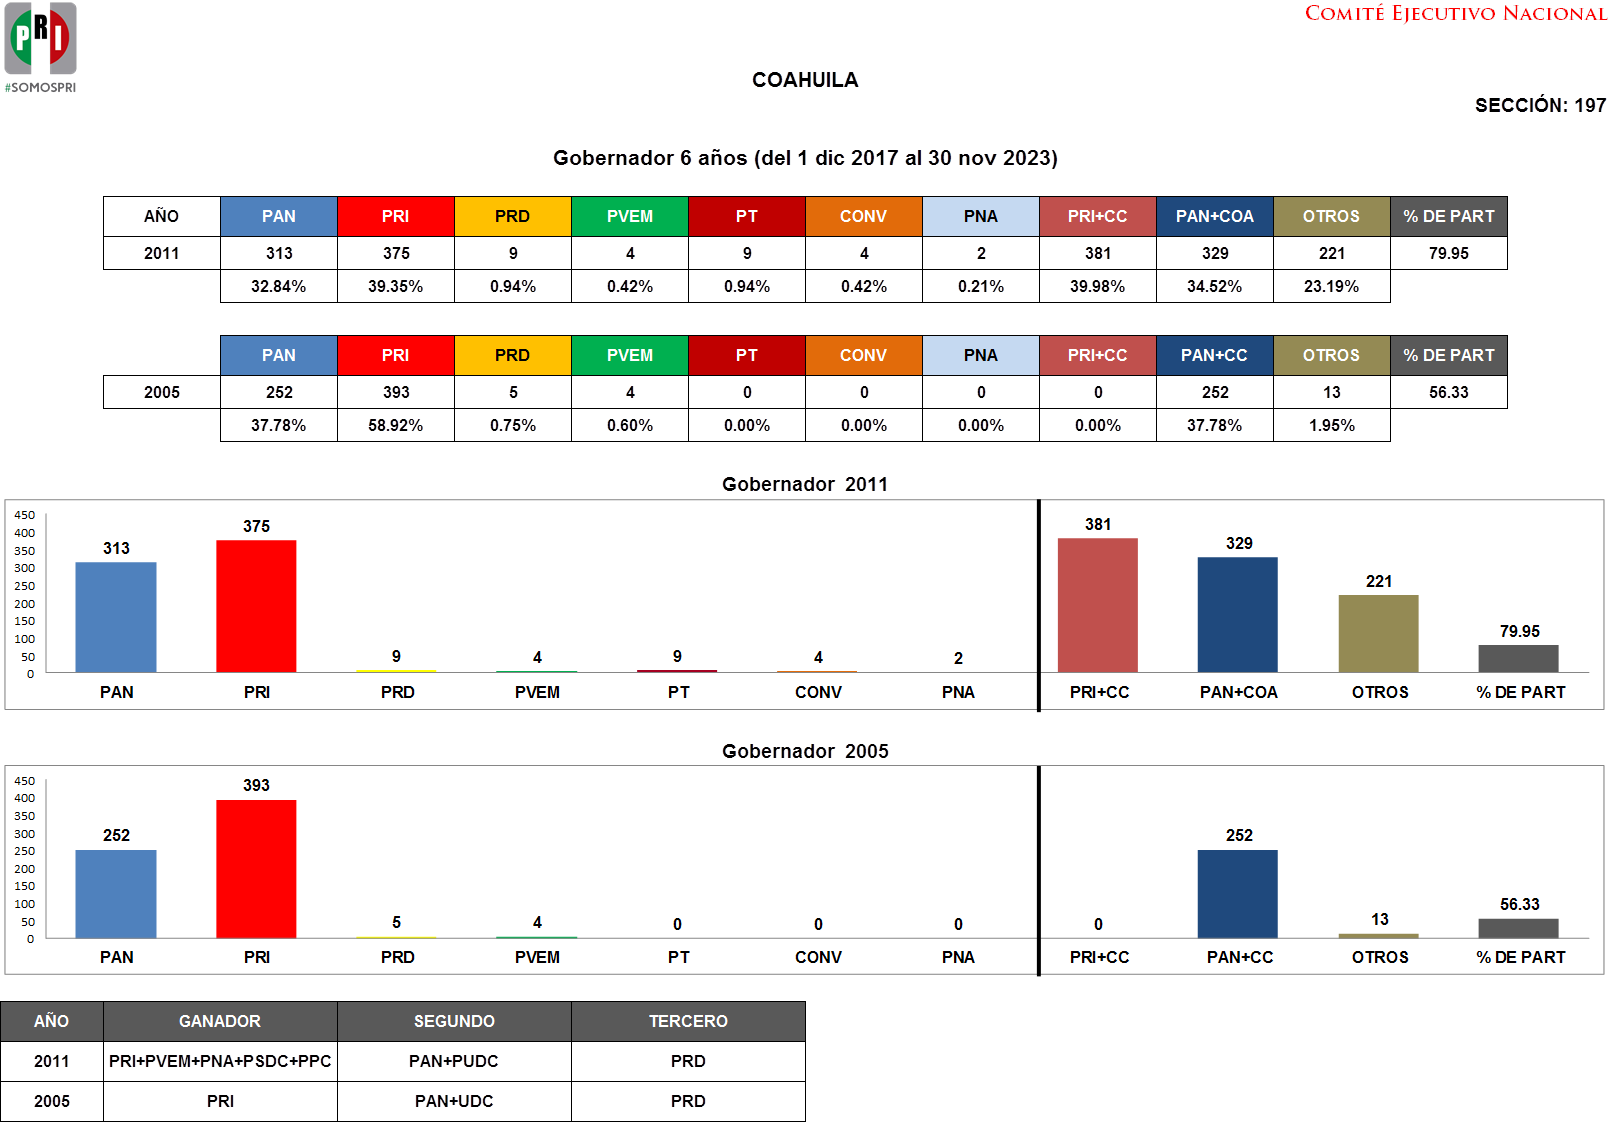 PRI
#SOMOSPRI
COMITÉ EJECUTIVO NACIONAL
COAHUILA
SECCIÓN: 197
Gobernador 6 años (del 1 dic 2017 al 30 nov 2023)
AÑO PAN PRI PRD PVEM PT CONV PNA PRI+CC PAN+COA OTROS % DE PART
2011 313 375 9 4 9 4 2 381 329 221 79.95
32.84% 39.35% 0.94% 0.42% 0.94% 0.42% 0.21% 39.98% 34.52% 23.19%
PAN PRI PRD PVEM PT CONV PNA PRI+CC PAN+CC OTROS % DE PART
2005 252 393 5 4 0 0 0 0 252 13 56.33
37.78% 58.92% 0.75% 0.60% 0.00% 0.00% 0.00% 0.00% 37.78% 1.95%
Gobernador 2011
450
400
350
300
250
200
150
100
50
0
313 375 9 4 9 4 2 381 329 221 79.95
PAN PRI PRD PVEM PT CONV PNA PRI+CC PAN+COA OTROS % DE PART
Gobernador 2005
450
400
350
300
250
200
150
100
50
0
252 393 5 4 0 0 0 0 252 13 56.33
PAN PRI PRD PVEM PT CONV PNA PRI+CC PAN+CC OTROS % DE PART
AÑO GANADOR SEGUNDO TERCERO
2011 PRI+PVEM+PNA+PSDC+PPC PAN+PUDC PRD
2005 PRI PAN+UDC PRD